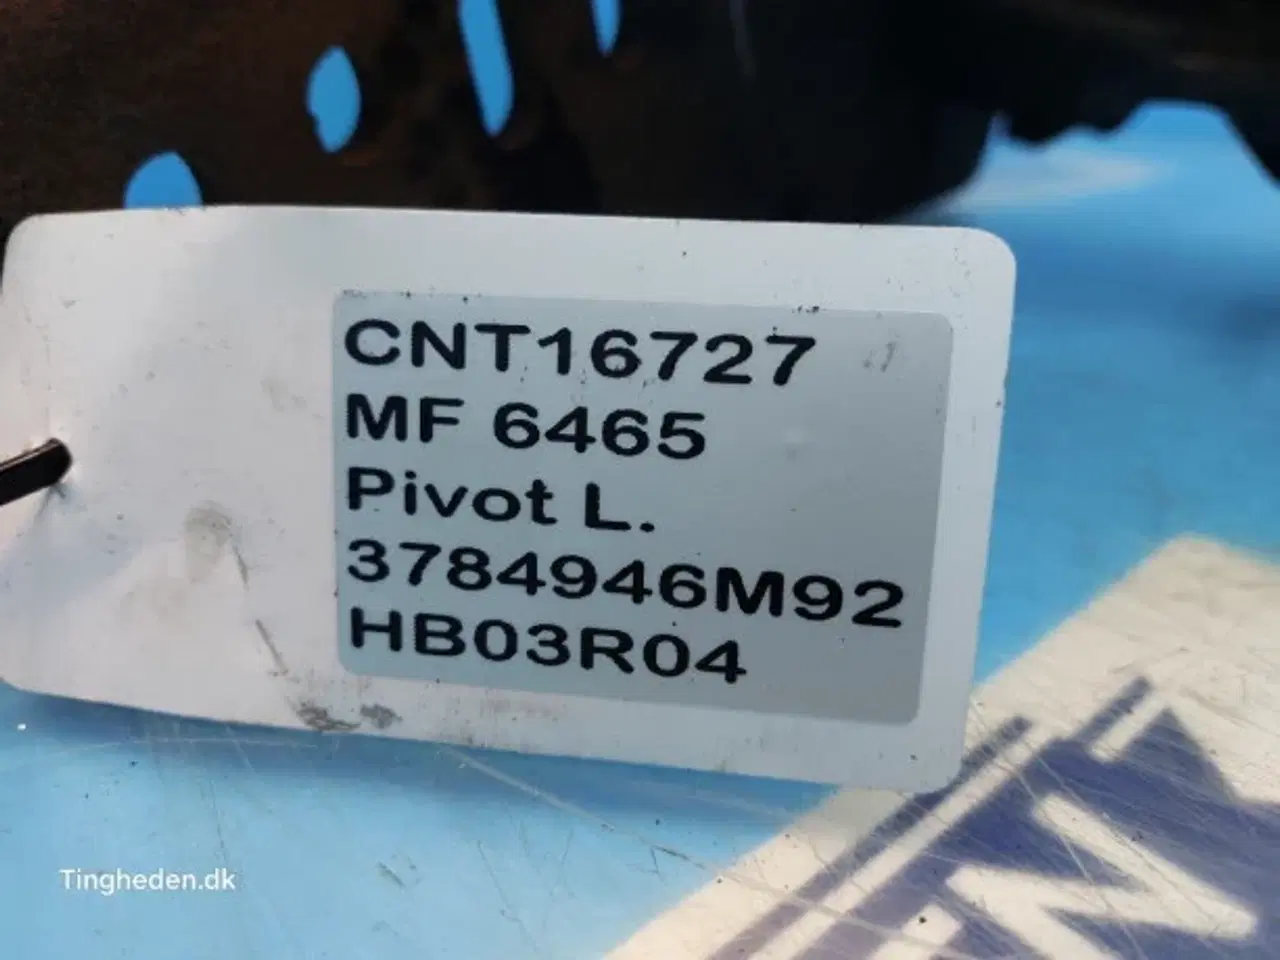 CNT16727
MF 6465
Pivot L.
3784946M92
HB03R04
Tingheden.dk